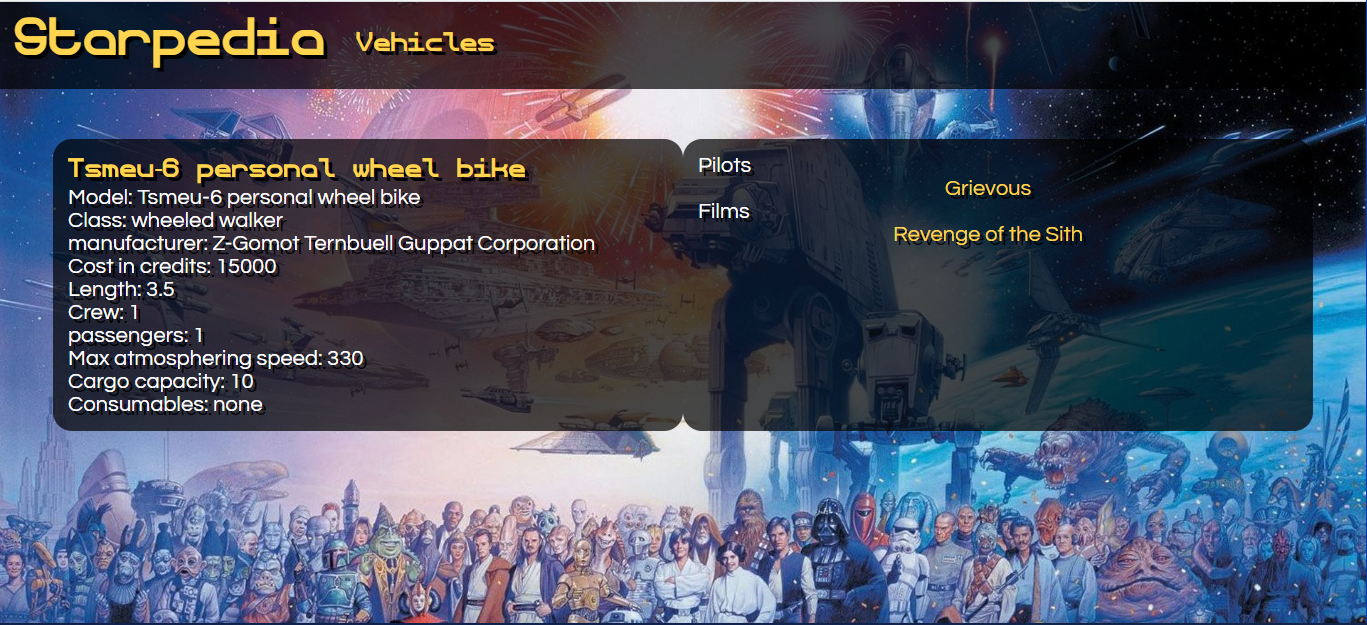 Starpedia Vehicles
Tsmeu-6 personal wheel bike
Model: Tsmeu-6 personal wheel bike
Class: wheeled walker
manufacturer: Z-Gomot Ternbuell Guppat Corporation
Cost in credits: 15000
Length: 3.5
Crew: 1
passengers: 1
Max atmosphering speed: 330
Cargo capacity: 10
Consumables: none
Pilots
Grievous
Films
Revenge of the Sith